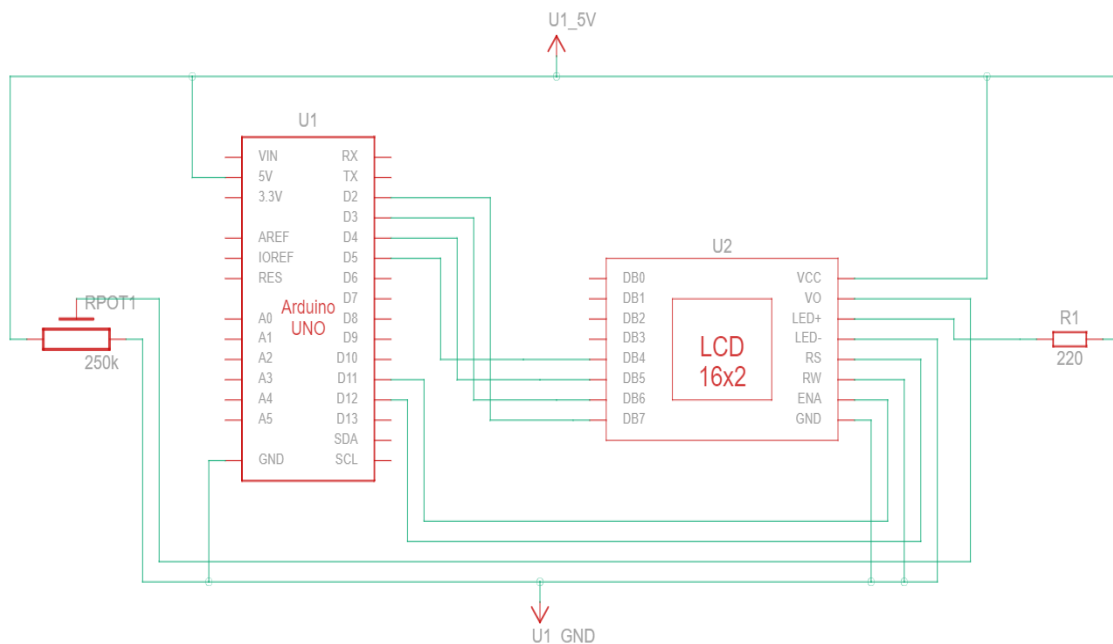 U1_5V
U1
VIN RX
5V TX
3.3V D2
D3
AREF D4
IOREF D5
RES D6
D7
A0 D8
A1 D9
A2 D10
A3 D11
A4 D12
A5 D13
SDA
GND SCL
Arduino
UNO
RPOT1
250k
U2
DB0 VCC
DB1 VO
DB2 LED+
DB3 LED-
DB4 RS
DB5 RW
DB6 ENA
DB7 GND
LCD
16x2
R1
220
U1_GND